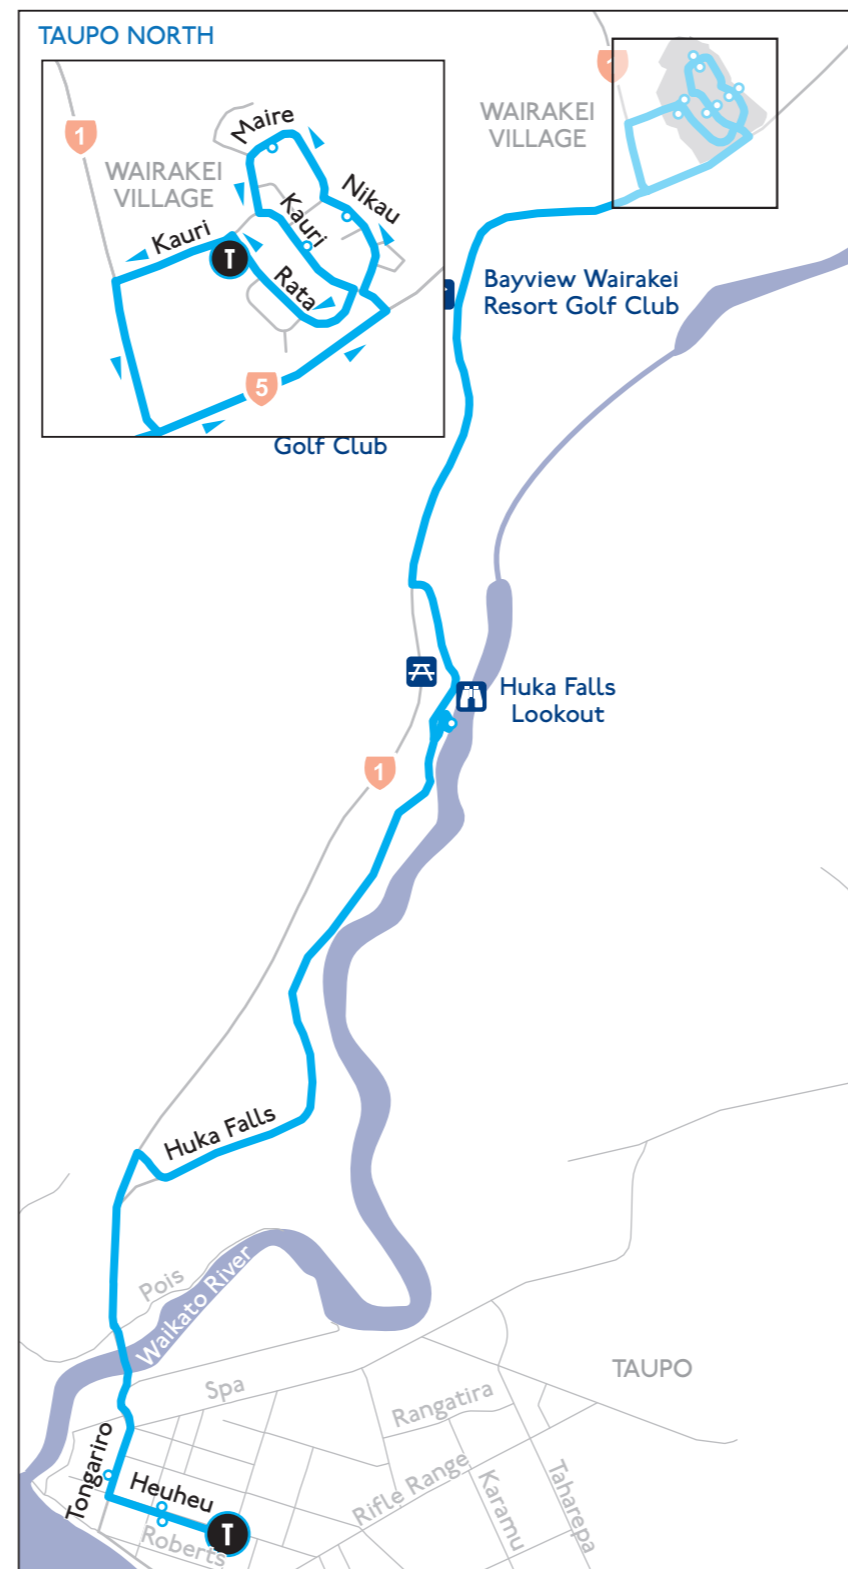 TAUPO NORTH
1
WAIRAKEI
VILLAGE
Maire
Nikau
Kauri
Kauri
T
Rata
5
Golf Club
1
WAIRAKEI
VILLAGE
Bayview Wairakei
Resort Golf Club
Huka Falls
Lookout
1
Huka Falls
Pois
Waikato River
TAUPO
Spa
Rangatira
Rifle Range
Karamu
Taharepa
Tongariro
Heuheu
T
Roberts